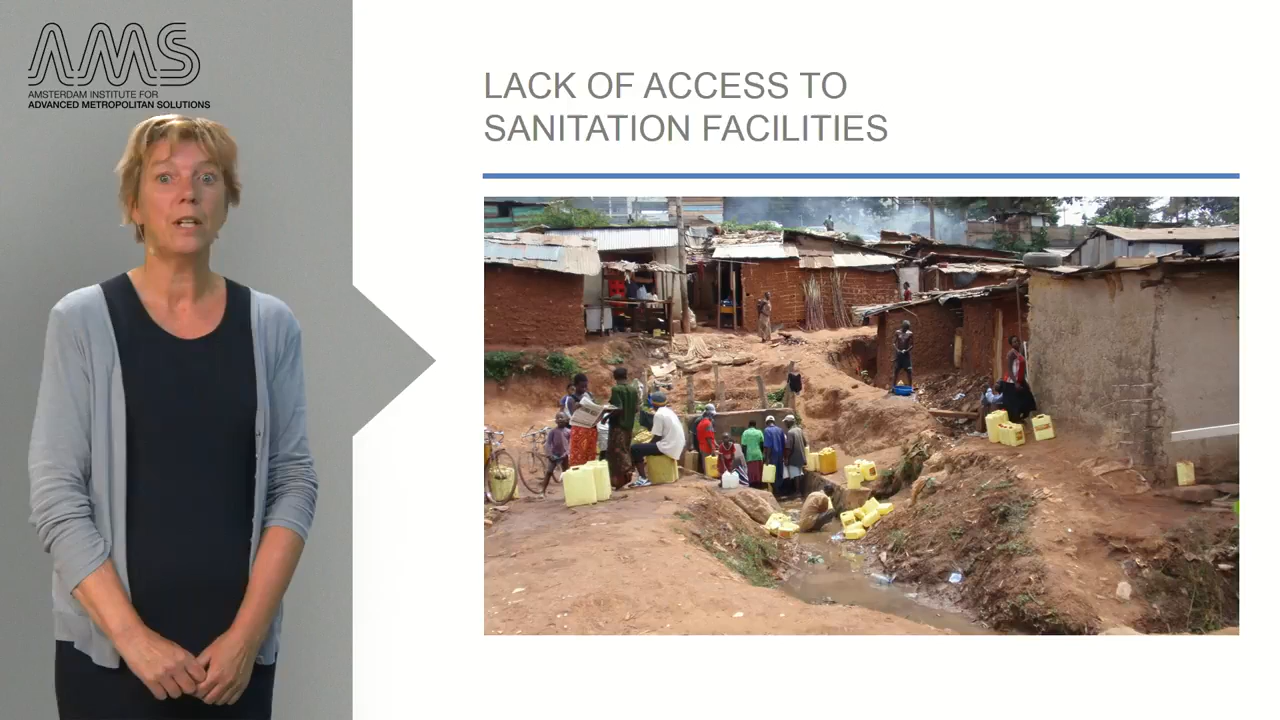 AMS
AMSTERDAM INSTITUTE FOR
ADVANCED METROPOLITAN SOLUTIONS
LACK OF ACCESS TO
SANITATION FACILITIES